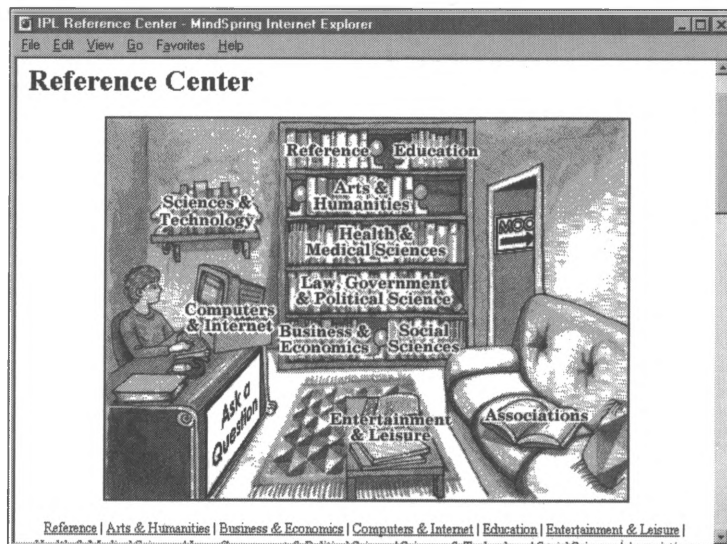 IPL Reference Center - MindSpring Internet Explorer
File Edit View Go Favorites Help
Reference Center
Reference Education
Sciences &
Technology
Arts &
Humanities
Health &
Medical Sciences
MOO
Law, Government
& Political Science
Computers
& Internet
Business &
Economics
Social
Sciences
Ask a
Question
Entertainment
& Leisure
Associations
Reference | Arts & Humanities | Business & Economics | Computers & Internet | Education | Entertainment & Leisure |